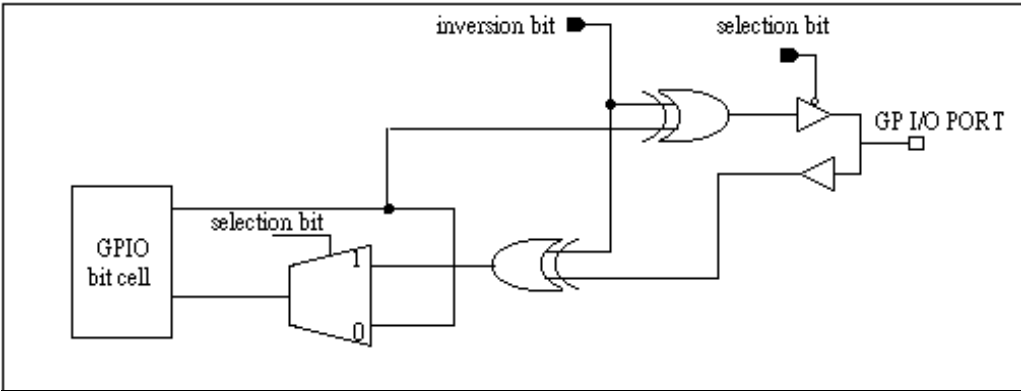 inversion bit
selection bit
GP I/O PORT
selection bit
GPIO
bit cell
1
0